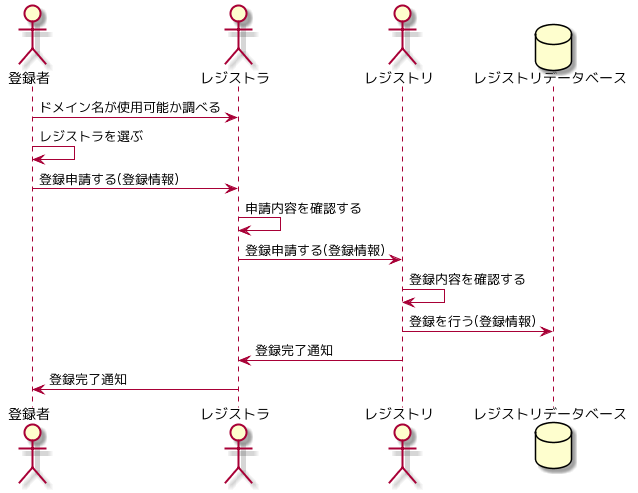 登録者
レジストラ
レジストリ
レジストリデータベース
ドメイン名が使用可能か調べる
レジストラを選ぶ
登録申請する(登録情報)
申請内容を確認する
登録申請する(登録情報)
登録内容を確認する
登録を行う(登録情報)
登録完了通知
登録完了通知
登録者
レジストラ
レジストリ
レジストリデータベース